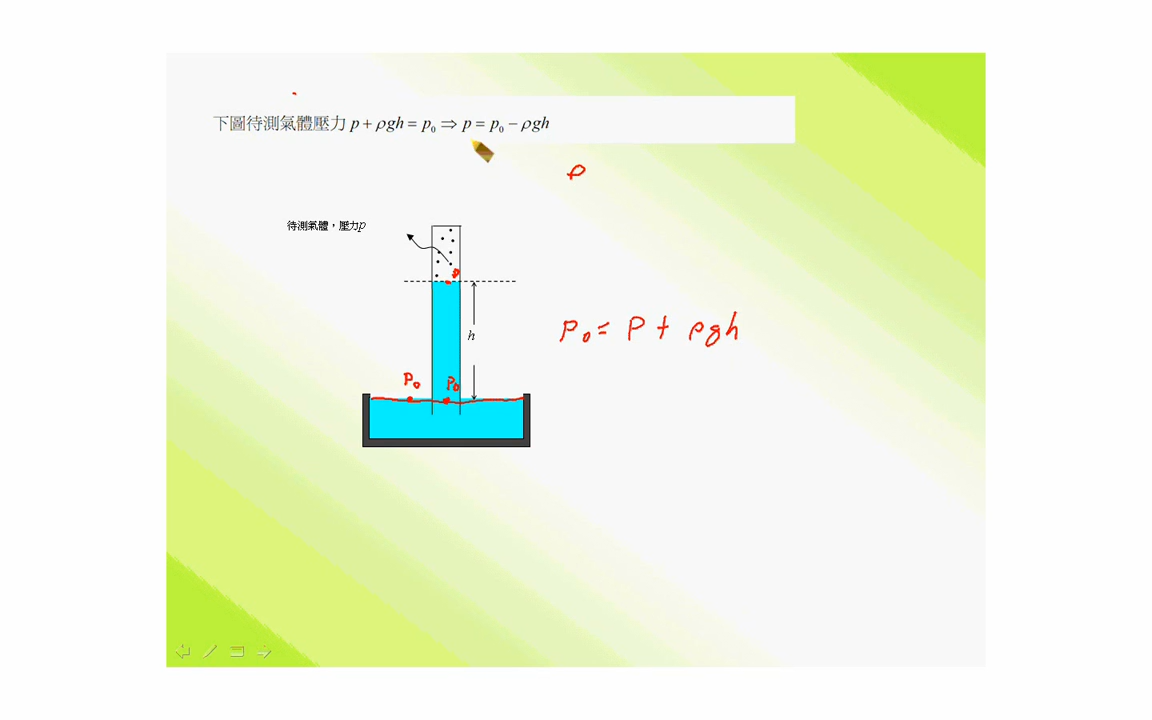 下圖待測氣體壓力 p + ρgh = p₀ ⇒ p = p₀ − ρgh
ρ
待測氣體，壓力p
P
h
P₀ = P + ρgh
P₀ P₀